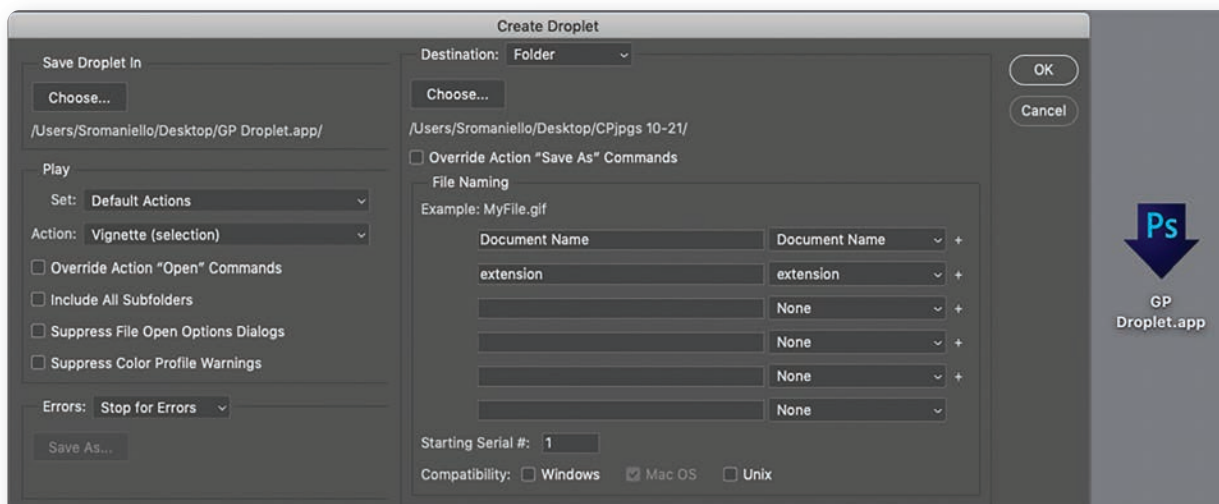 Create Droplet
Save Droplet In
Choose...
/Users/Sromaniello/Desktop/GP Droplet.app/
Play
Set: Default Actions
Action: Vignette (selection)
Override Action “Open” Commands
Include All Subfolders
Suppress File Open Options Dialogs
Suppress Color Profile Warnings
Errors: Stop for Errors
Save As...
Destination: Folder
Choose...
/Users/Sromaniello/Desktop/CPjpgs 10-21/
Override Action “Save As” Commands
File Naming
Example: MyFile.gif
Document Name Document Name +
extension extension +
None +
None +
None +
None
Starting Serial #: 1
Compatibility: Windows Mac OS Unix
OK
Cancel
Ps
GP
Droplet.app